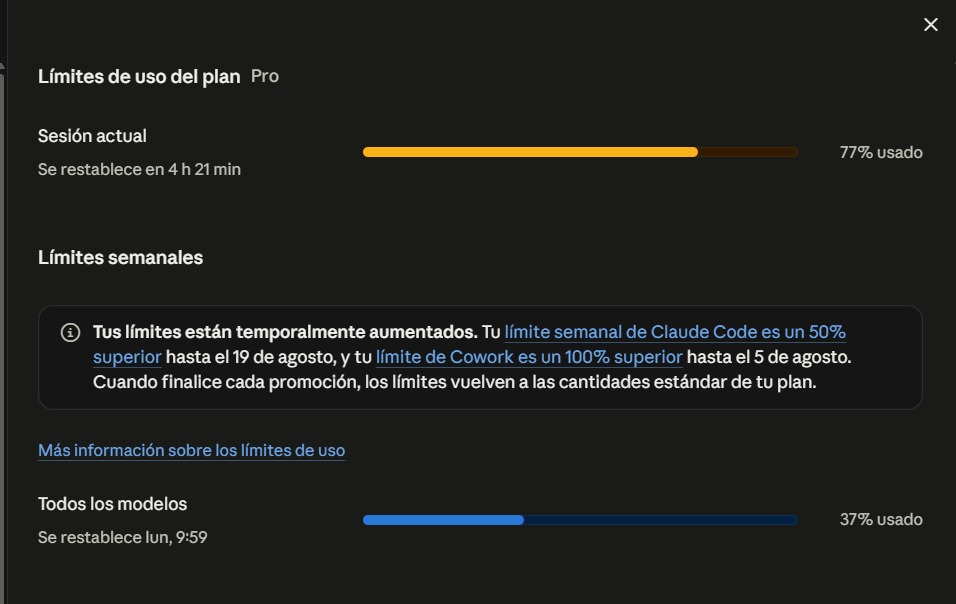 Límites de uso del plan Pro
Sesión actual
Se restablece en 4 h 21 min
77% usado
Límites semanales
Tus límites están temporalmente aumentados. Tu límite semanal de Claude Code es un 50%
superior hasta el 19 de agosto, y tu límite de Cowork es un 100% superior hasta el 5 de agosto.
Cuando finalice cada promoción, los límites vuelven a las cantidades estándar de tu plan.
Más información sobre los límites de uso
Todos los modelos
Se restablece lun, 9:59
37% usado